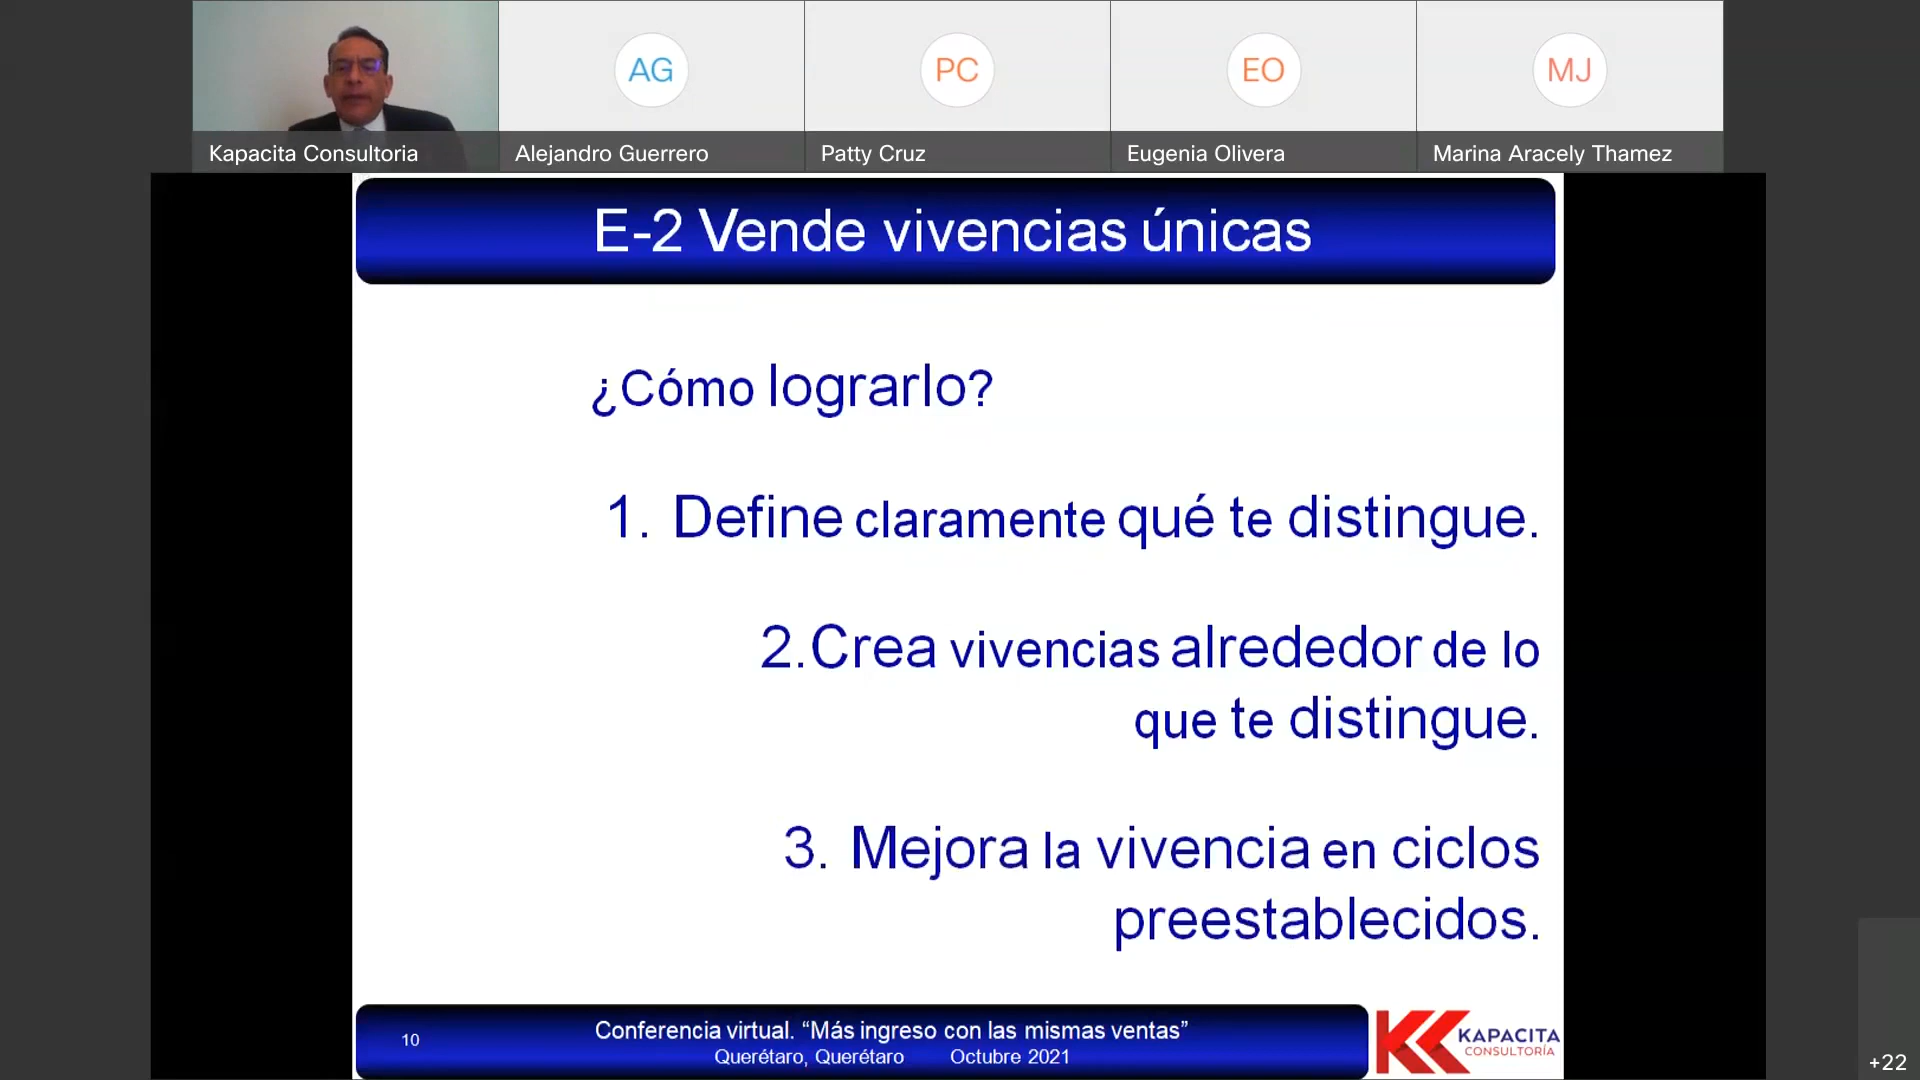 AG
PC
EO
MJ
Kapacita Consultoria
Alejandro Guerrero
Patty Cruz
Eugenia Olivera
Marina Aracely Thamez
E-2 Vende vivencias únicas
¿Cómo lograrlo?
1. Define claramente qué te distingue.
2.Crea vivencias alrededor de lo
que te distingue.
3. Mejora la vivencia en ciclos
preestablecidos.
10
Conferencia virtual. “Más ingreso con las mismas ventas”
Querétaro, Querétaro Octubre 2021
KAPACITA
CONSULTORÍA
+22